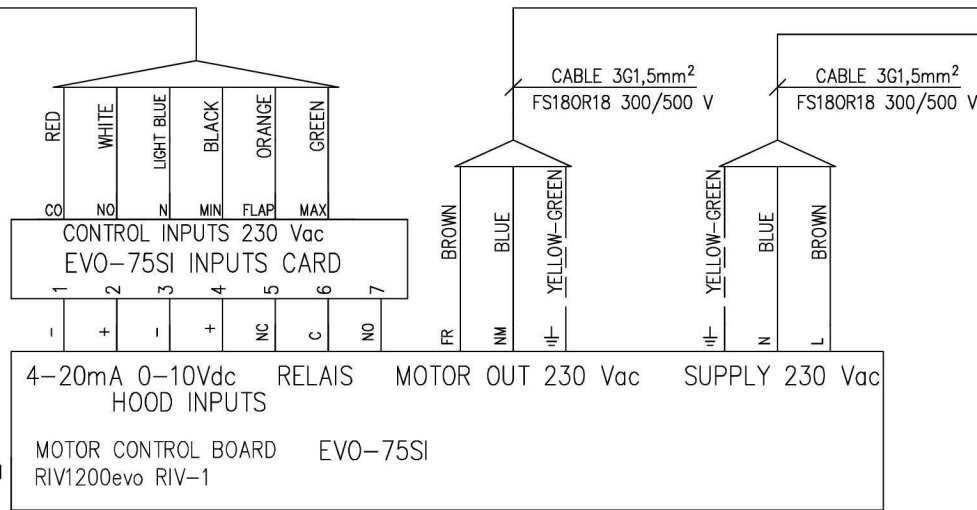 CABLE 3G1,5mm²
FS18OR18 300/500 V
CABLE 3G1,5mm²
FS18OR18 300/500 V
RED
WHITE
LIGHT BLUE
BLACK
ORANGE
GREEN
BROWN
BLUE
YELLOW-GREEN
YELLOW-GREEN
BLUE
BROWN
CO NO N MIN FLAP MAX
CONTROL INPUTS 230 Vac
EVO-75SI INPUTS CARD
1 2 3 4 5 6 7
- + - + NC C NO
FR NM
N L
4-20mA 0-10Vdc RELAIS MOTOR OUT 230 Vac SUPPLY 230 Vac
HOOD INPUTS
MOTOR CONTROL BOARD EVO-75SI
RIV1200evo RIV-1